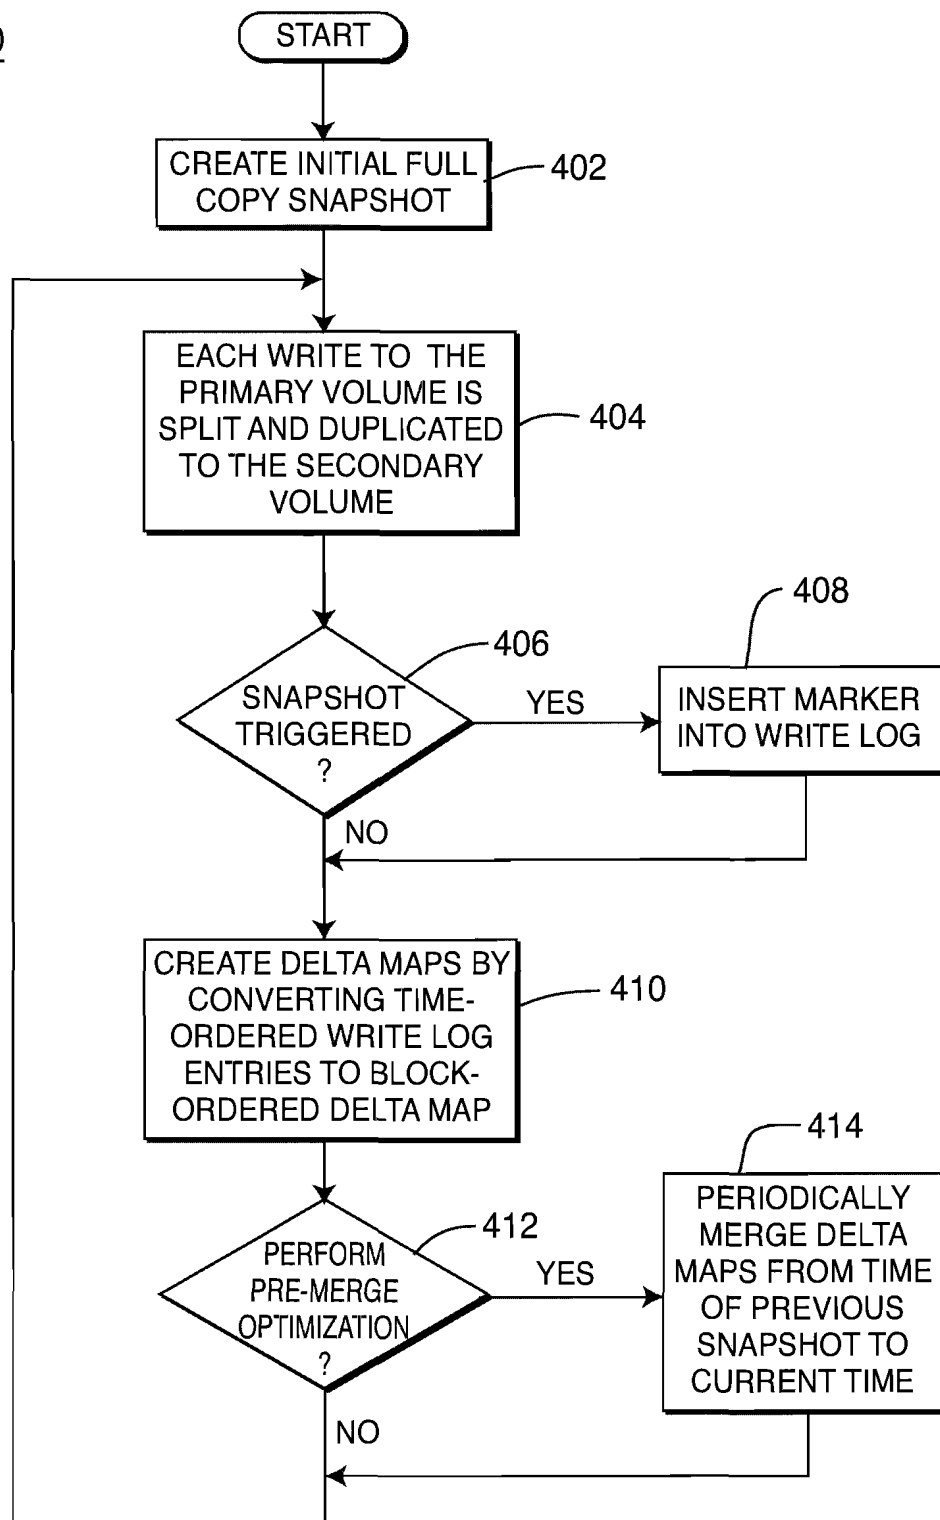 START
CREATE INITIAL FULL
COPY SNAPSHOT
402
EACH WRITE TO THE
PRIMARY VOLUME IS
SPLIT AND DUPLICATED
TO THE SECONDARY
VOLUME
404
408
406
SNAPSHOT
TRIGGERED
?
YES
INSERT MARKER
INTO WRITE LOG
NO
CREATE DELTA MAPS BY
CONVERTING TIME-
ORDERED WRITE LOG
ENTRIES TO BLOCK-
ORDERED DELTA MAP
410
414
412
PERFORM
PRE-MERGE
OPTIMIZATION
?
YES
PERIODICALLY
MERGE DELTA
MAPS FROM TIME
OF PREVIOUS
SNAPSHOT TO
CURRENT TIME
NO